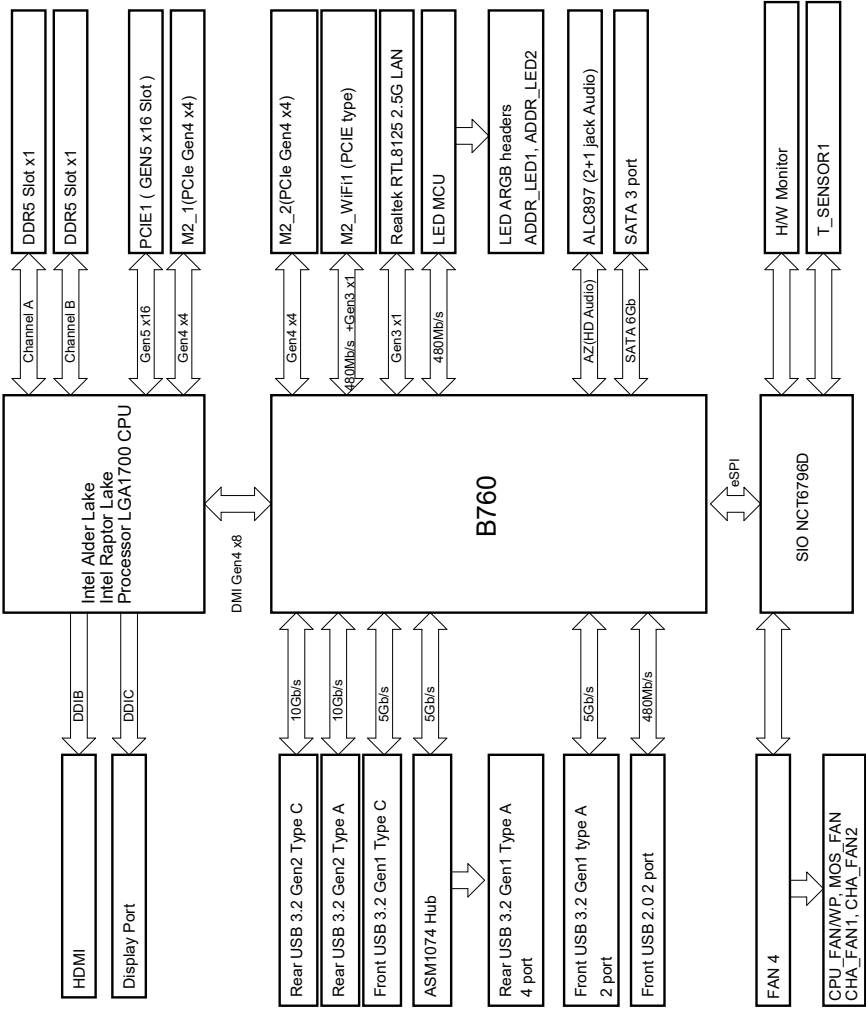 DDR5 Slot x1
DDR5 Slot x1
PCIE1 ( GEN5 x16 Slot )
M2_1(PCIe Gen4 x4)
M2_2(PCIe Gen4 x4)
M2_WiFi1 (PCIE type)
Realtek RTL8125 2.5G LAN
LED MCU
LED ARGB headers
ADDR_LED1, ADDR_LED2
ALC897 (2+1 jack Audio)
SATA 3 port
H/W Monitor
T_SENSOR1
Channel A
Channel B
Gen5 x16
Gen4 x4
Gen4 x4
480Mb/s +Gen3 x1
Gen3 x1
480Mb/s
AZ(HD Audio)
SATA 6Gb
Intel Alder Lake
Intel Raptor Lake
Processor LGA1700 CPU
DMI Gen4 x8
B760
eSPI
SIO NCT6796D
DDIB
DDIC
10Gb/s
10Gb/s
5Gb/s
5Gb/s
5Gb/s
480Mb/s
HDMI
Display Port
Rear USB 3.2 Gen2 Type C
Rear USB 3.2 Gen2 Type A
Front USB 3.2 Gen1 Type C
ASM1074 Hub
Rear USB 3.2 Gen1 Type A
4 port
Front USB 3.2 Gen1 type A
2 port
Front USB 2.0 2 port
FAN 4
CPU_FAN/WP, MOS_FAN
CHA_FAN1, CHA_FAN2